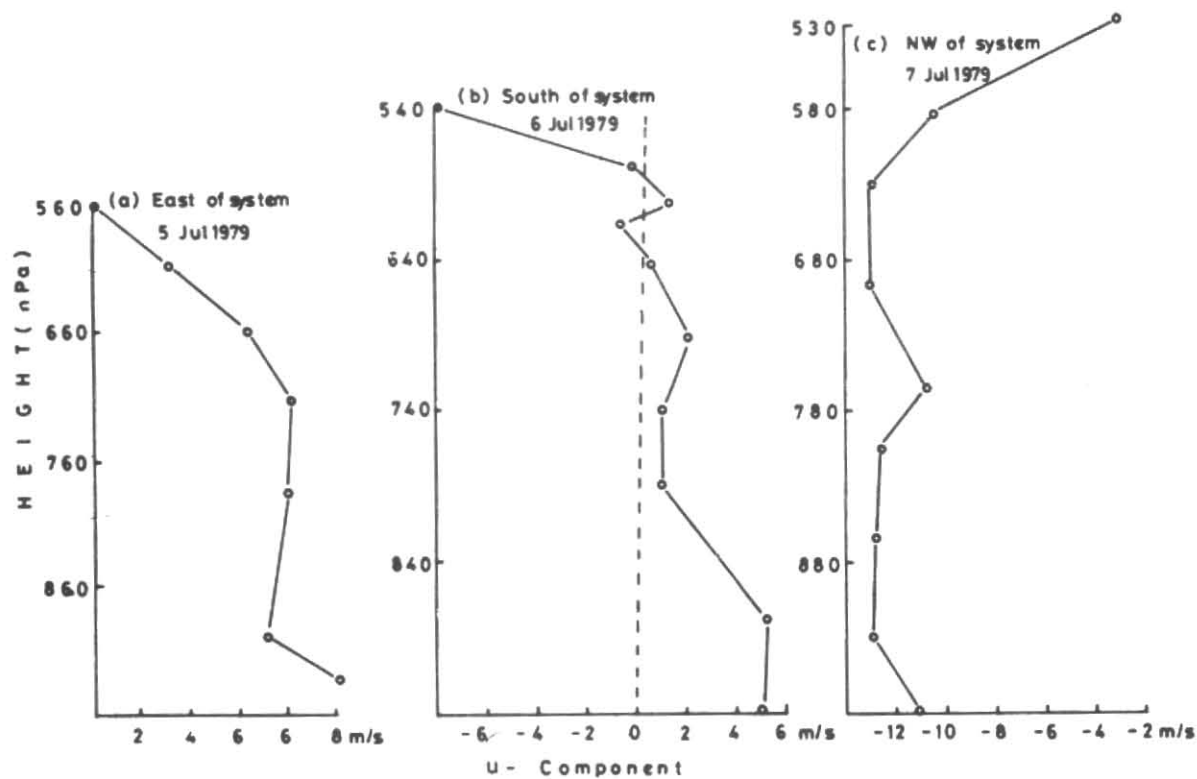 (a) East of system
5 Jul 1979
560
660
760
860
2 4 6 8 m/s
HEIGHT (nPa)
(b) South of system
6 Jul 1979
540
640
740
840
-6 -4 -2 0 2 4 6 m/s
(c) NW of system
7 Jul 1979
530
580
680
780
880
-12 -10 -8 -6 -4 -2 m/s
u - Component